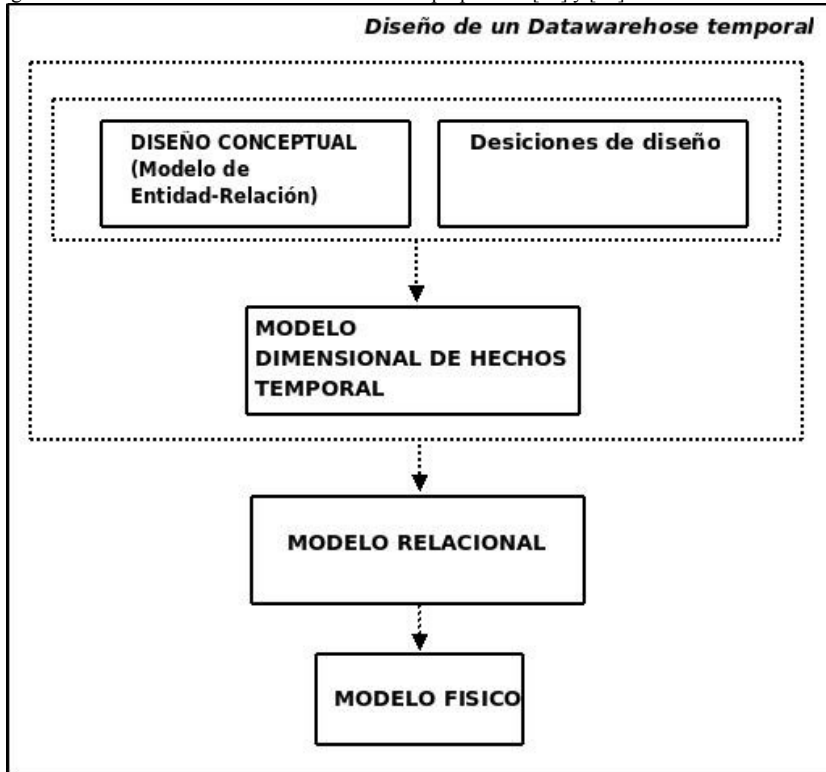 Diseño de un Datawarehose temporal
DISEÑO CONCEPTUAL
(Modelo de
Entidad-Relación)
Desiciones de diseño
MODELO
DIMENSIONAL DE HECHOS
TEMPORAL
MODELO RELACIONAL
MODELO FISICO